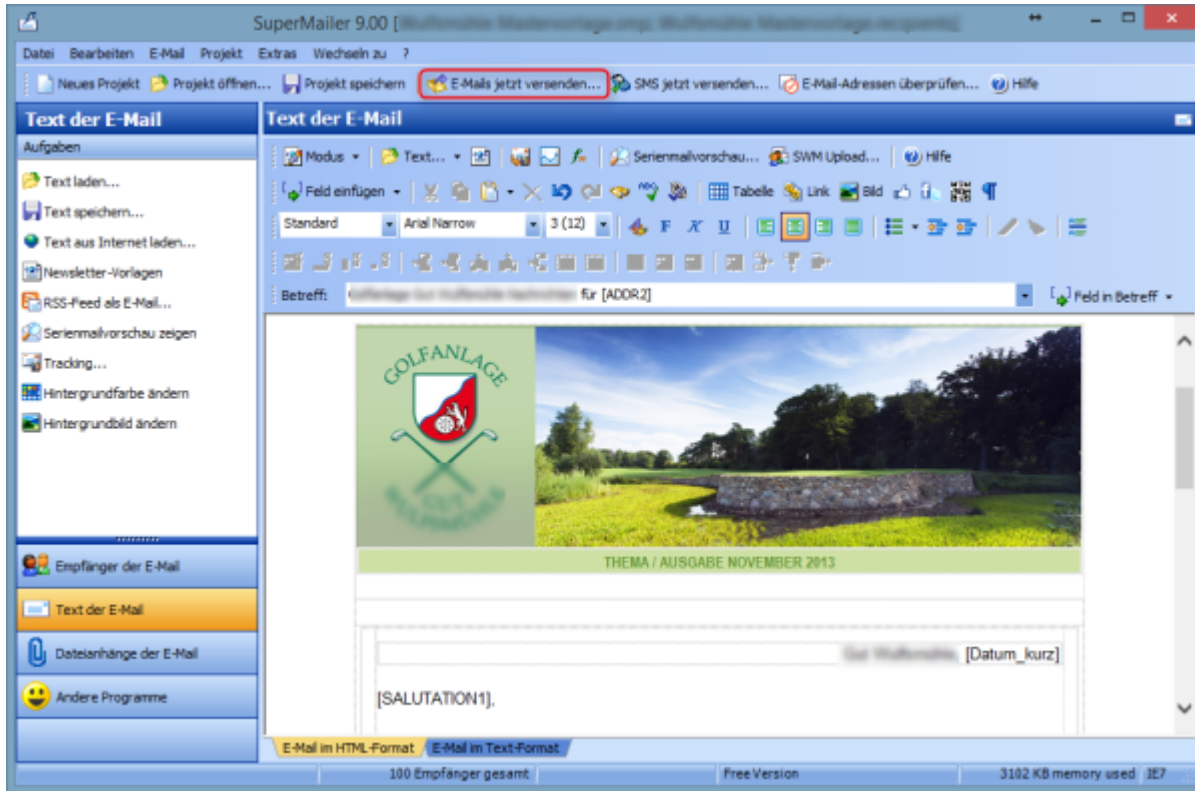 SuperMailer 9.00 [
Datei Bearbeiten E-Mail Projekt Extras Wechseln zu ?
Neues Projekt Projekt öffnen... Projekt speichern E-Mails jetzt versenden... SMS jetzt versenden... E-Mail-Adressen überprüfen... Hilfe
Text der E-Mail
Aufgaben
Text laden...
Text speichern...
Text aus Internet laden...
Newsletter-Vorlagen
RSS-Feed als E-Mail...
Serienmailvorschau zeigen
Tracking...
Hintergrundfarbe ändern
Hintergrundbild ändern
Empfänger der E-Mail
Text der E-Mail
Dateianhänge der E-Mail
Andere Programme
Text der E-Mail
Modus Text... Serienmailvorschau... SWM Upload... Hilfe
Feld einfügen Tabelle Link Bild
Standard Arial Narrow 3 (12) F K U
Betreff: für [ADDR2] Feld in Betreff
GOLFANLAGE
THEMA / AUSGABE NOVEMBER 2013
[Datum_kurz]
[SALUTATION1],
E-Mail im HTML-Format E-Mail im Text-Format
100 Empfänger gesamt Free Version 3102 KB memory used IE7